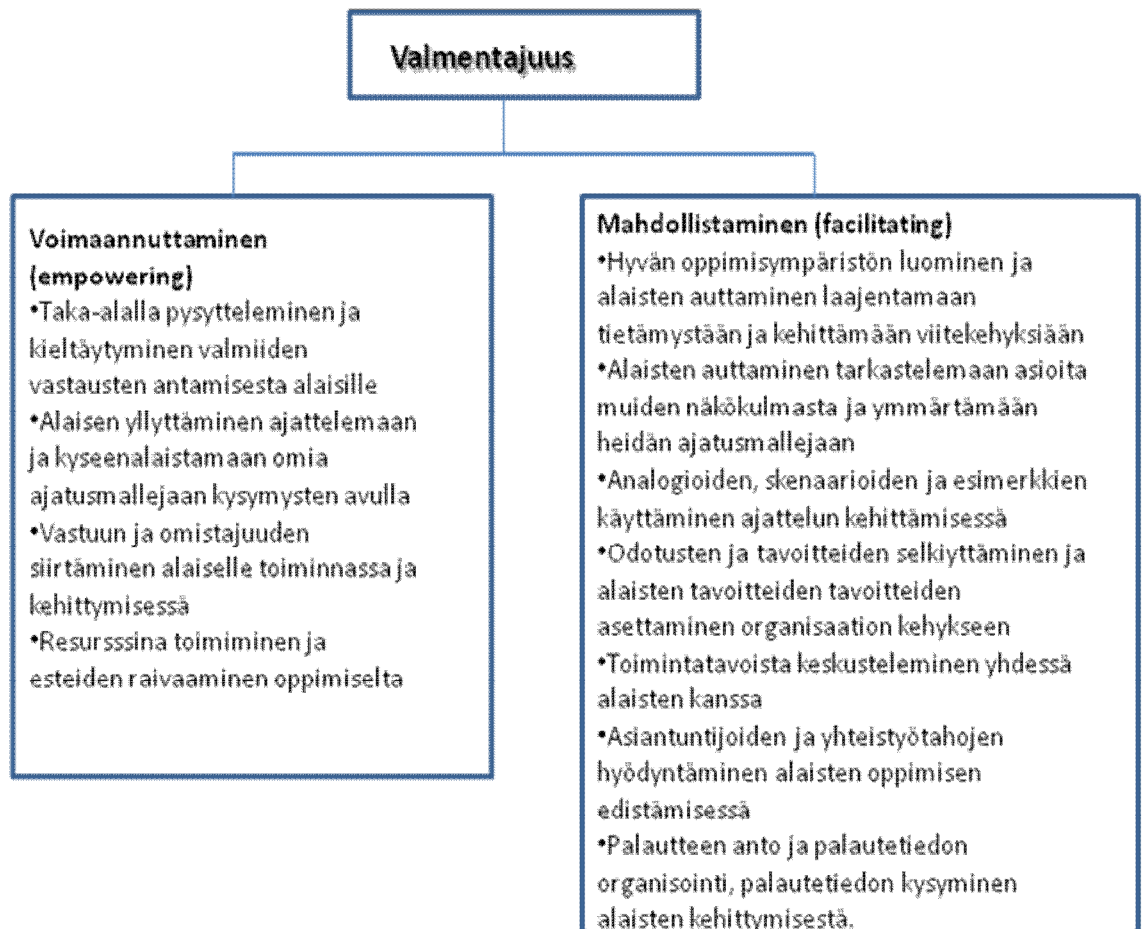 Valmentajuus
Voimaannuttaminen
(empowering)
•Taka-alalla pysytteleminen ja
kieltäytyminen valmiiden
vastausten antamisesta alaisille
•Alaisen yllyttäminen ajattelemaan
ja kyseenalaistamaan omia
ajatusmallejaan kysymysten avulla
•Vastuun ja omistajuuden
siirtäminen alaiselle toiminnassa ja
kehittymisessä
•Resursssina toimiminen ja
esteiden raivaaminen oppimiselta
Mahdollistaminen (facilitating)
•Hyvän oppimisympäristön luominen ja
alaisten auttaminen laajentamaan
tietämystään ja kehittämään viitekehyksiään
•Alaisten auttaminen tarkastelemaan asioita
muiden näkökulmasta ja ymmärtämään
heidän ajatusmallejaan
•Analogioiden, skenaarioiden ja esimerkkien
käyttäminen ajattelun kehittämisessä
•Odotusten ja tavoitteiden selkiyttäminen ja
alaisten tavoitteiden tavoitteiden
asettaminen organisaation kehykseen
•Toimintatavoista keskusteleminen yhdessä
alaisten kanssa
•Asiantuntijoiden ja yhteistyötahojen
hyödyntäminen alaisten oppimisen
edistämisessä
•Palautteen anto ja palautetiedon
organisointi, palautetiedon kysyminen
alaisten kehittymisestä.